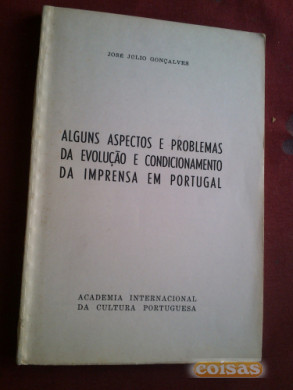 JOSÉ JÚLIO GONÇALVES
ALGUNS ASPECTOS E PROBLEMAS
DA EVOLUÇÃO E CONDICIONAMENTO
DA IMPRENSA EM PORTUGAL
ACADEMIA INTERNACIONAL
DA CULTURA PORTUGUESA
coisas